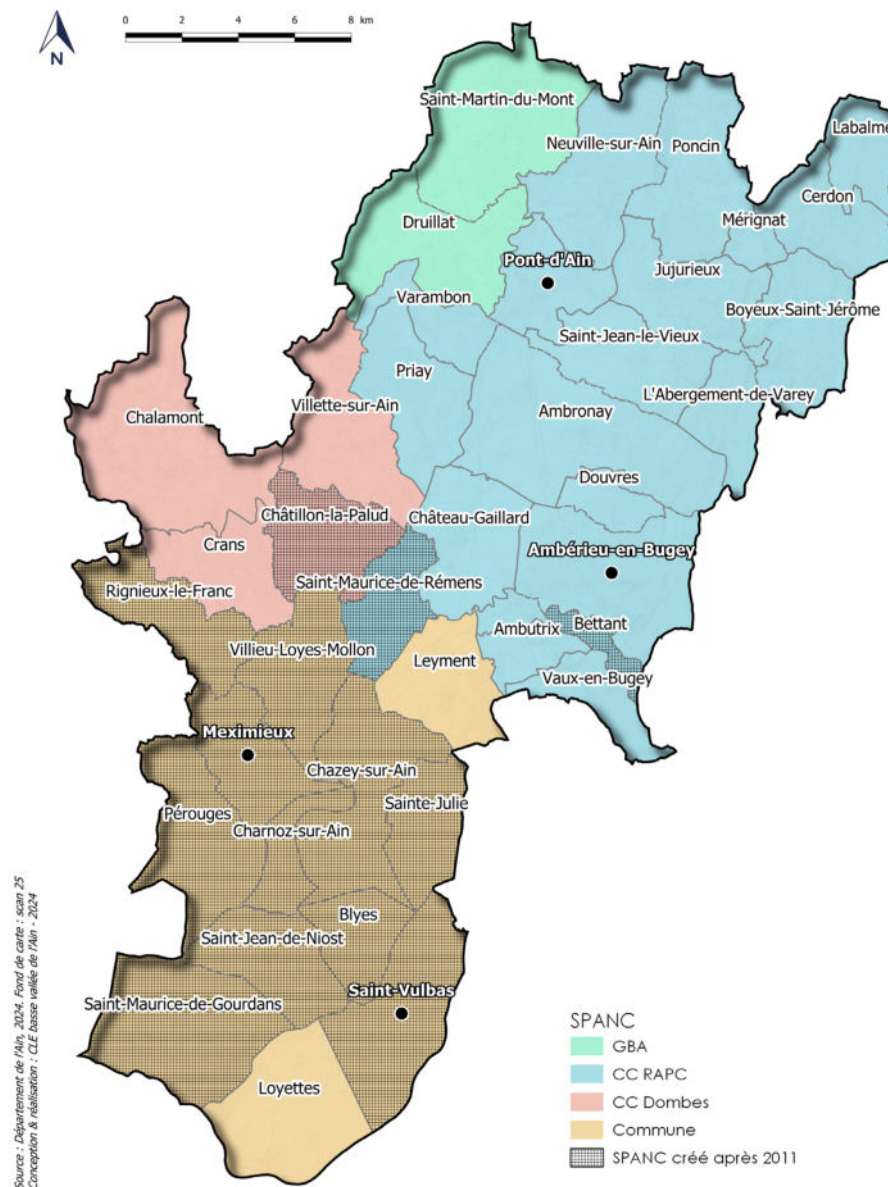 0 2 4 6 8 km
N
Saint-Martin-du-Mont
Neuville-sur-Ain
Poncin
Labalme
Cerdon
Druillat
Mérignat
Pont-d'Ain
Jujurieux
Varambon
Boyeux-Saint-Jérôme
Saint-Jean-le-Vieux
Priay
L'Abergement-de-Varey
Chalamont
Villette-sur-Ain
Ambronay
Douvres
Châtillon-la-Palud
Château-Gaillard
Crans
Ambérieu-en-Bugey
Rignieux-le-Franc
Saint-Maurice-de-Rémens
Ambutrix
Bettant
Villieu-Loyes-Mollon
Leyment
Vaux-en-Bugey
Meximieux
Chazey-sur-Ain
Sainte-Julie
Pérouges
Charnoz-sur-Ain
Blyes
Saint-Jean-de-Niost
Saint-Vulbas
Saint-Maurice-de-Gourdans
Loyettes
SPANC
GBA
CC RAPC
CC Dombes
Commune
SPANC créé après 2011
Source : Département de l'Ain, 2024. Fond de carte : scan 25
Conception & réalisation : CLE basse vallée de l'Ain - 2024